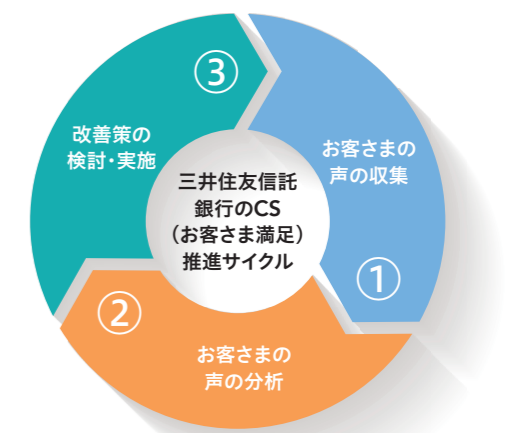 三井住友信託
銀行のCS
（お客さま満足）
推進サイクル
お客さまの
声の収集
①
②
お客さまの
声の分析
③
改善策の
検討・実施